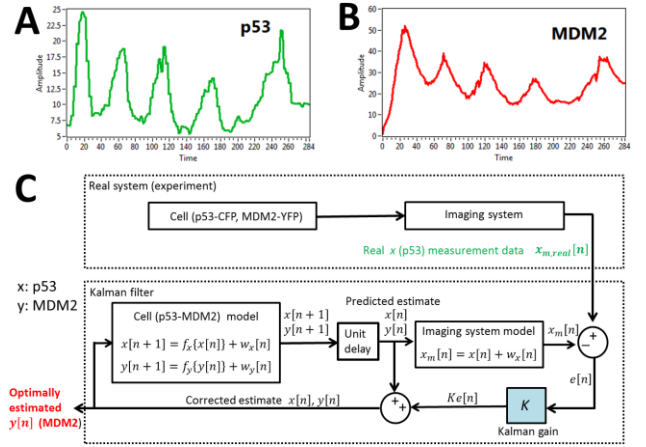 A
p53
Amplitude
25
22.5
20
17.5
15
12.5
10
7.5
5
0 20 40 60 80 100 120 140 160 180 200 220 240 260 284
Time
B
MDM2
Amplitude
60
50
40
30
20
10
0
0 20 40 60 80 100 120 140 160 180 200 220 240 260 284
Time
C
Real system (experiment)
Cell (p53-CFP, MDM2-YFP)
Imaging system
Real x (p53) measurement data x_{m,real}[n]
x: p53
y: MDM2
Kalman filter
Cell (p53-MDM2) model
x[n + 1] = f_x{x[n]} + w_x[n]
y[n + 1] = f_y{y[n]} + w_y[n]
x[n + 1]
y[n + 1]
Unit
delay
Predicted estimate
x[n]
y[n]
Imaging system model
x_m[n] = x[n] + w_x[n]
x_m[n]
+
−
e[n]
K
Kalman gain
Ke[n]
+
+
Corrected estimate x[n], y[n]
Optimally
estimated
y[n] (MDM2)